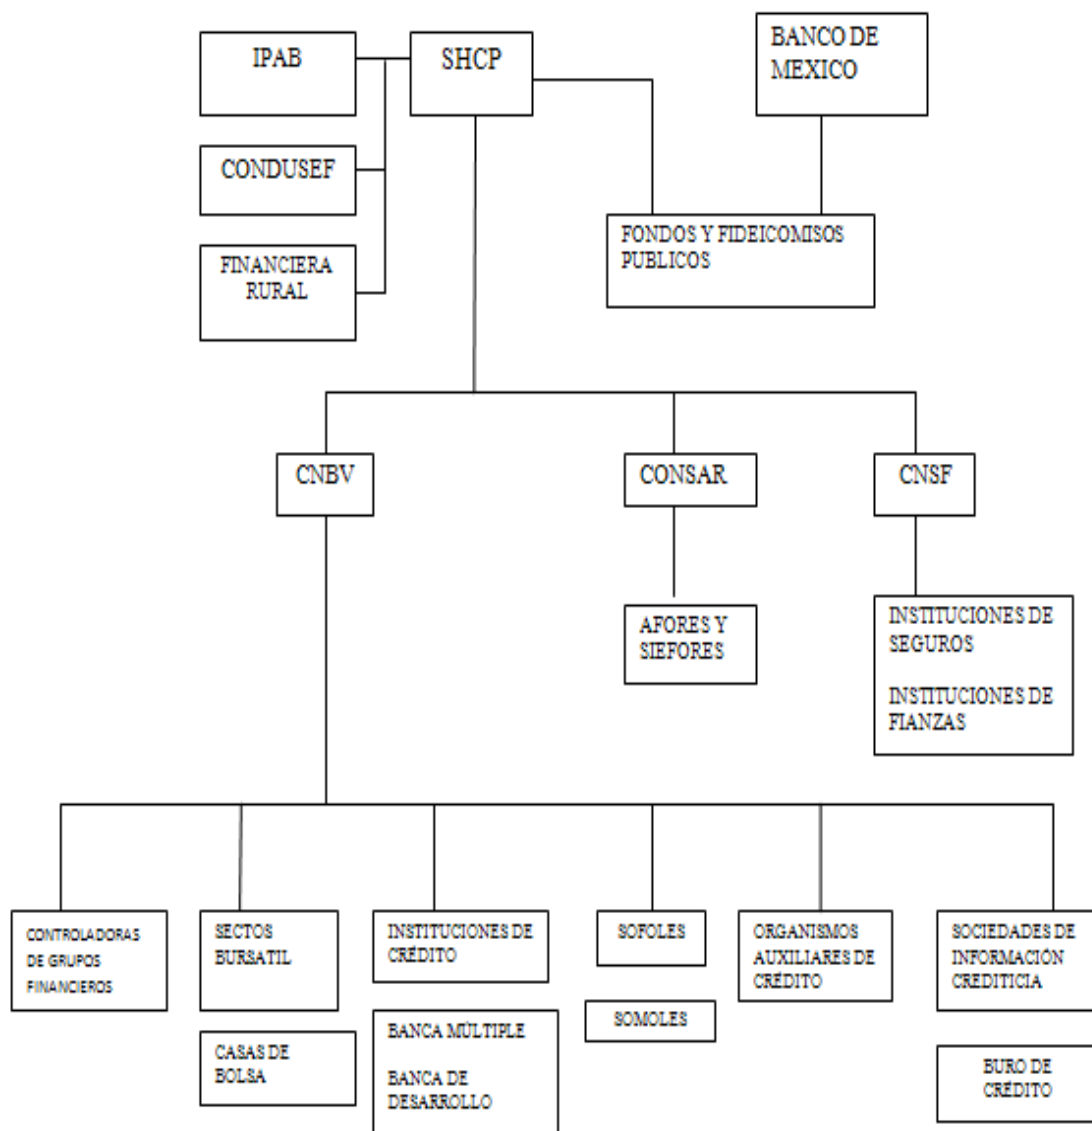 IPAB
SHCP
BANCO DE
MEXICO
CONDUSEF
FONDOS Y FIDEICOMISOS
PUBLICOS
FINANCIERA
RURAL
CNBV
CONSAR
CNSF
AFORES Y
SIEFORES
INSTITUCIONES DE
SEGUROS
INSTITUCIONES DE
FIANZAS
CONTROLADORAS
DE GRUPOS
FINANCIEROS
SECTOS
BURSATIL
INSTITUCIONES DE
CRÉDITO
SOFOLES
ORGANISMOS
AUXILIARES DE
CRÉDITO
SOCIEDADES DE
INFORMACIÓN
CREDITICIA
CASAS DE
BOLSA
BANCA MÚLTIPLE
BANCA DE
DESARROLLO
SOMOLES
BURO DE
CRÉDITO